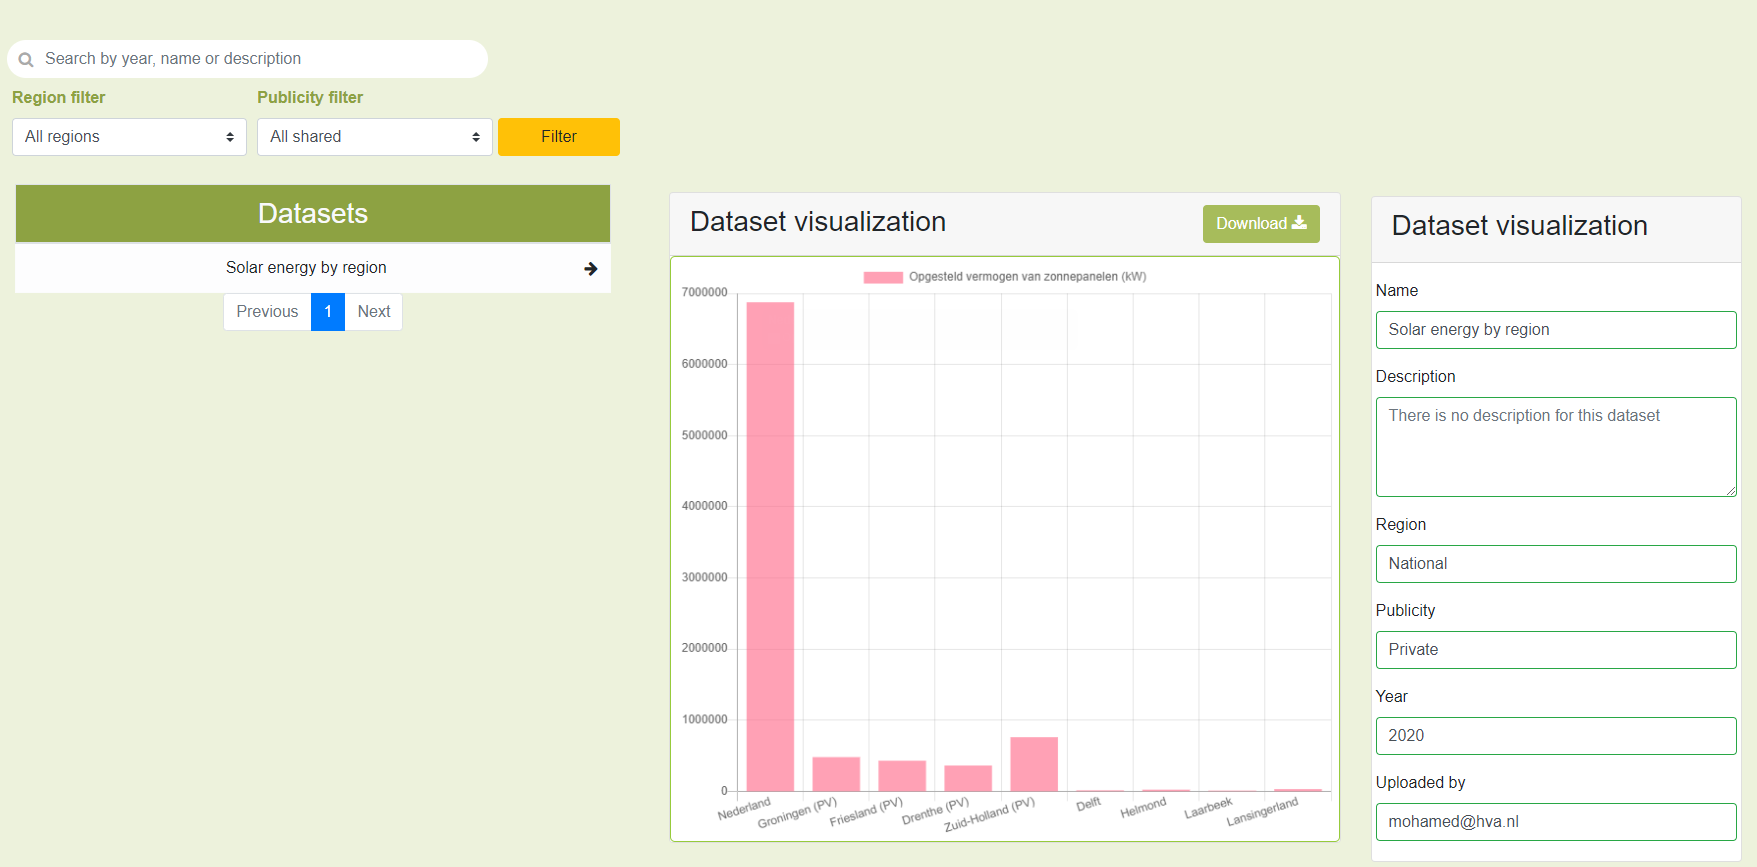 Search by year, name or description
Region filter
Publicity filter
All regions
All shared
Filter
Datasets
Solar energy by region
Previous 1 Next
Dataset visualization
Download
Opgesteld vermogen van zonnepanelen (kW)
7000000
6000000
5000000
4000000
3000000
2000000
1000000
0
Nederland
Groningen (PV)
Friesland (PV)
Drenthe (PV)
Zuid-Holland (PV)
Delft
Helmond
Laarbeek
Lansingerland
Dataset visualization
Name
Solar energy by region
Description
There is no description for this dataset
Region
National
Publicity
Private
Year
2020
Uploaded by
mohamed@hva.nl